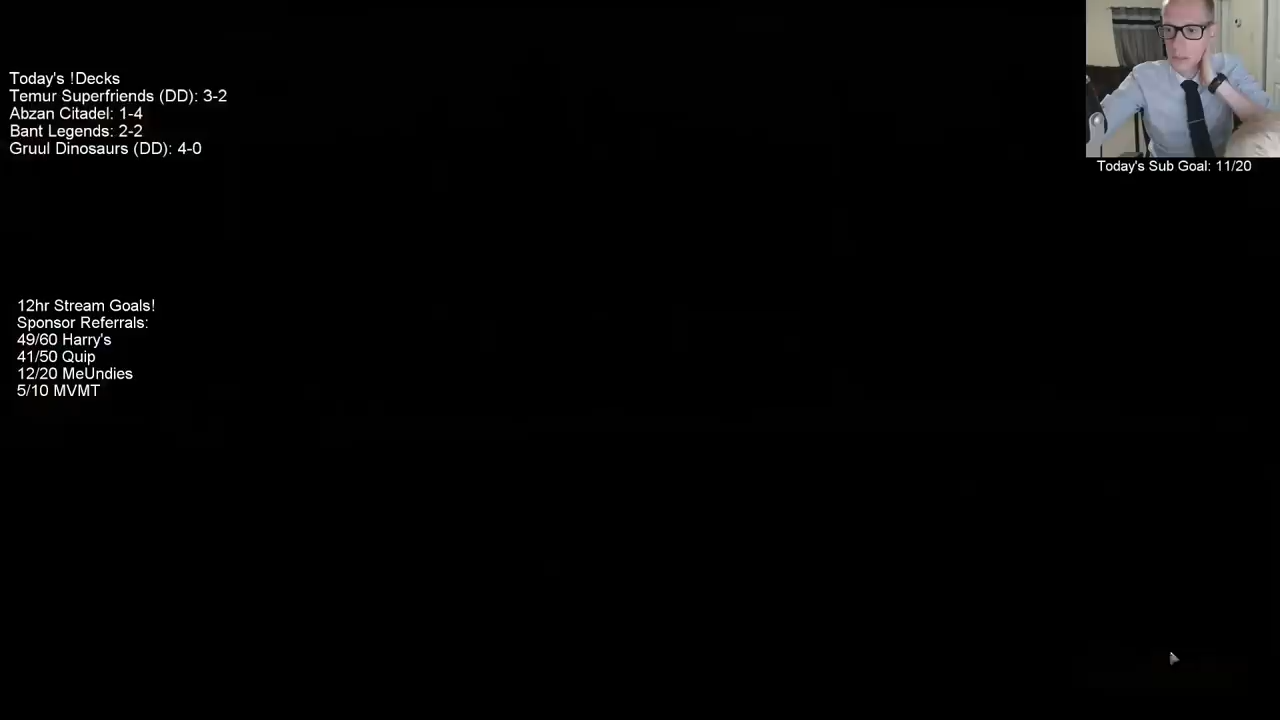 Today's !Decks
Temur Superfriends (DD): 3-2
Abzan Citadel: 1-4
Bant Legends: 2-2
Gruul Dinosaurs (DD): 4-0
Today's Sub Goal: 11/20
12hr Stream Goals!
Sponsor Referrals:
49/60 Harry's
41/50 Quip
12/20 MeUndies
5/10 MVMT